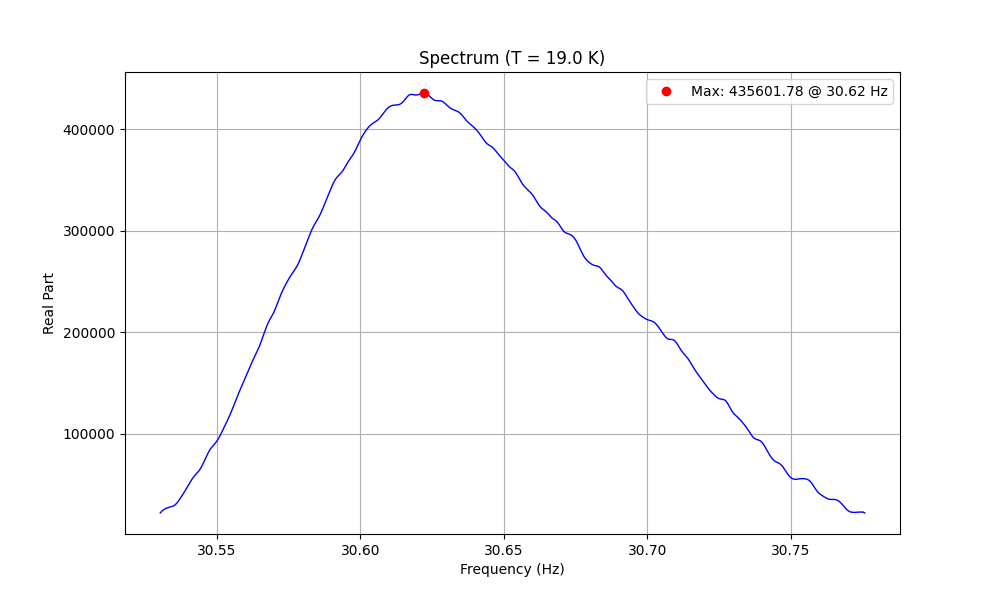 Spectrum (T = 19.0 K)
Max: 435601.78 @ 30.62 Hz
Real Part
400000
300000
200000
100000
30.55 30.60 30.65 30.70 30.75
Frequency (Hz)